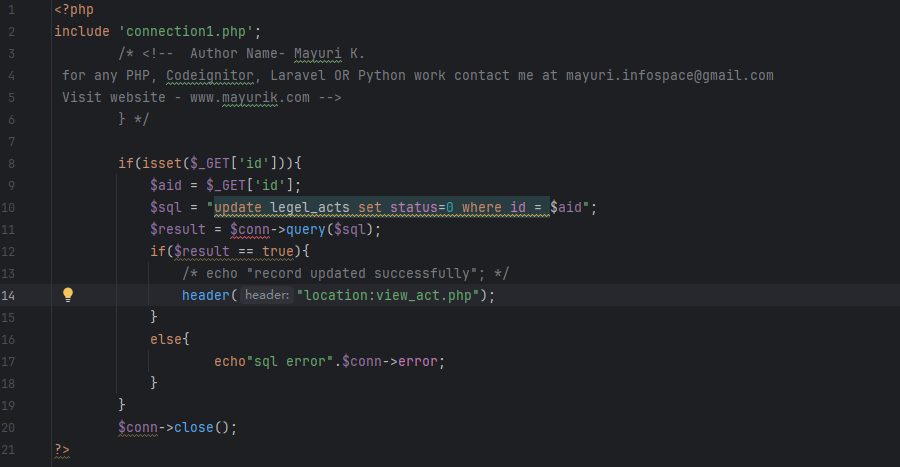 1 <?php
2 include 'connection1.php';
3 /* <!--  Author Name- Mayuri K.
4 for any PHP, Codeignitor, Laravel OR Python work contact me at mayuri.infospace@gmail.com
5 Visit website - www.mayurik.com -->
6 } */
7
8 if(isset($_GET['id'])){
9 $aid = $_GET['id'];
10 $sql = "update legel_acts set status=0 where id = $aid";
11 $result = $conn->query($sql);
12 if($result == true){
13 /* echo "record updated successfully"; */
14 header( header: "location:view_act.php");
15 }
16 else{
17 echo"sql error".$conn->error;
18 }
19 }
20 $conn->close();
21 ?>